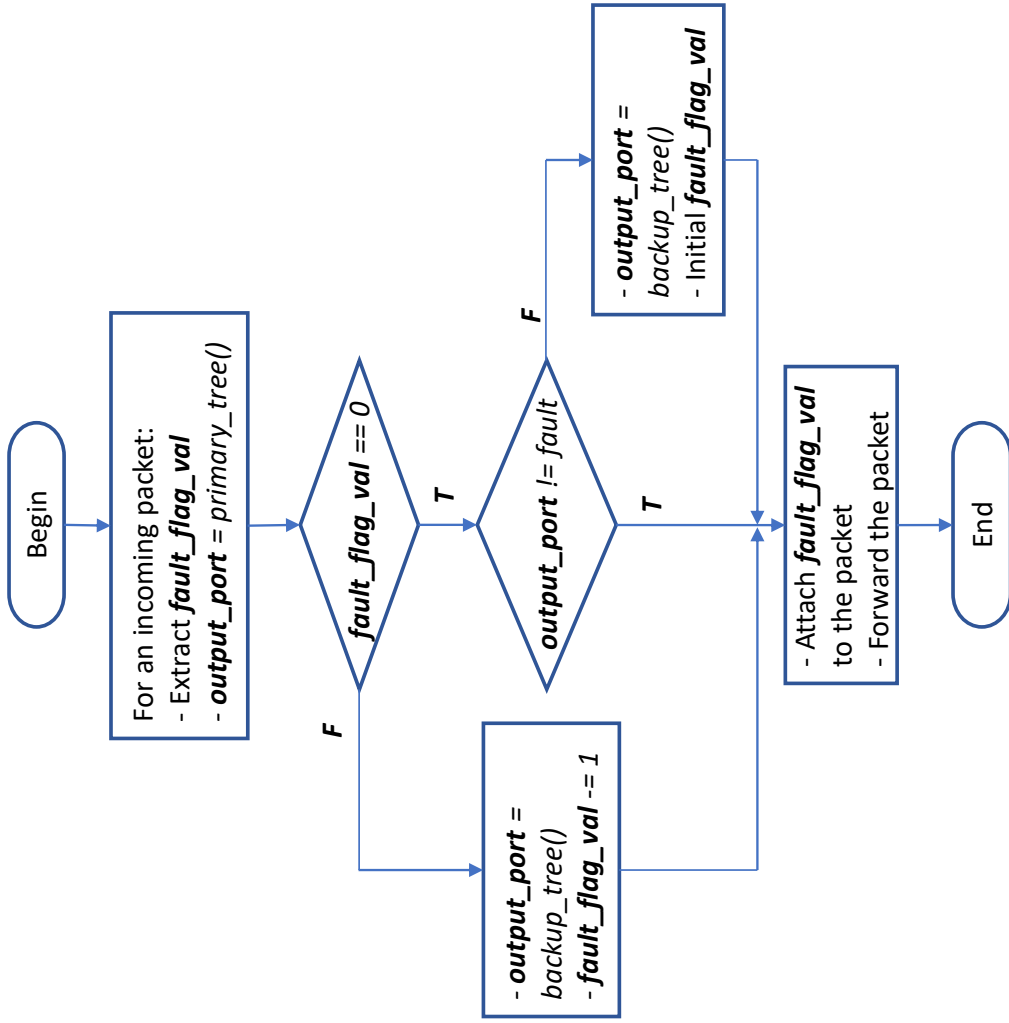 Begin
For an incoming packet:
- Extract fault_flag_val
- output_port = primary_tree()
fault_flag_val == 0
F
T
output_port != fault
F
T
- output_port =
backup_tree()
- fault_flag_val -= 1
- output_port =
backup_tree()
- Initial fault_flag_val
- Attach fault_flag_val
to the packet
- Forward the packet
End